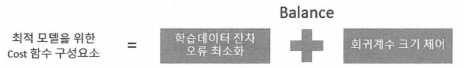 Balance
최적 모델을 위한
Cost 함수 구성요소
=
학습데이터 잔차
오류 최소화
+
회귀계수 크기 제어